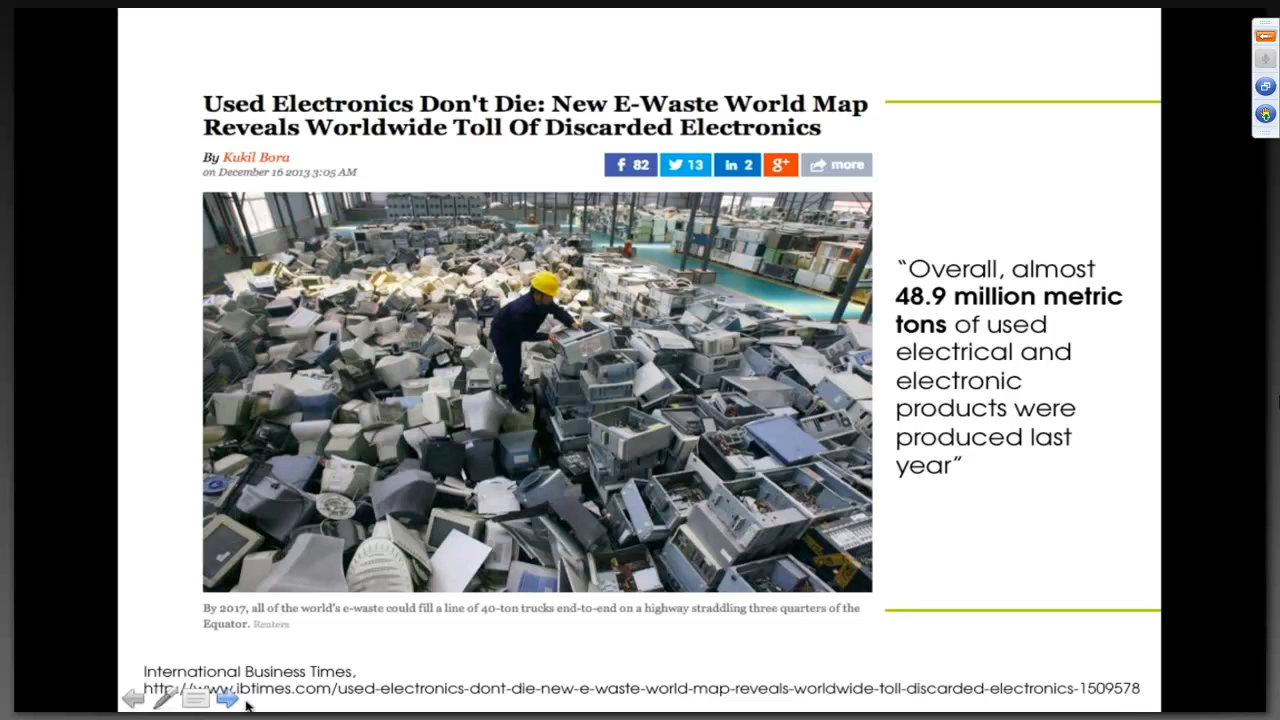 Used Electronics Don't Die: New E-Waste World Map
Reveals Worldwide Toll Of Discarded Electronics
By Kukil Bora
on December 16 2013 3:05 AM
f 82
13
in 2
g+
more
“Overall, almost
48.9 million metric
tons of used
electrical and
electronic
products were
produced last
year”
By 2017, all of the world's e-waste could fill a line of 40-ton trucks end-to-end on a highway straddling three quarters of the
Equator. Reuters
International Business Times,
http://www.ibtimes.com/used-electronics-dont-die-new-e-waste-world-map-reveals-worldwide-toll-discarded-electronics-1509578